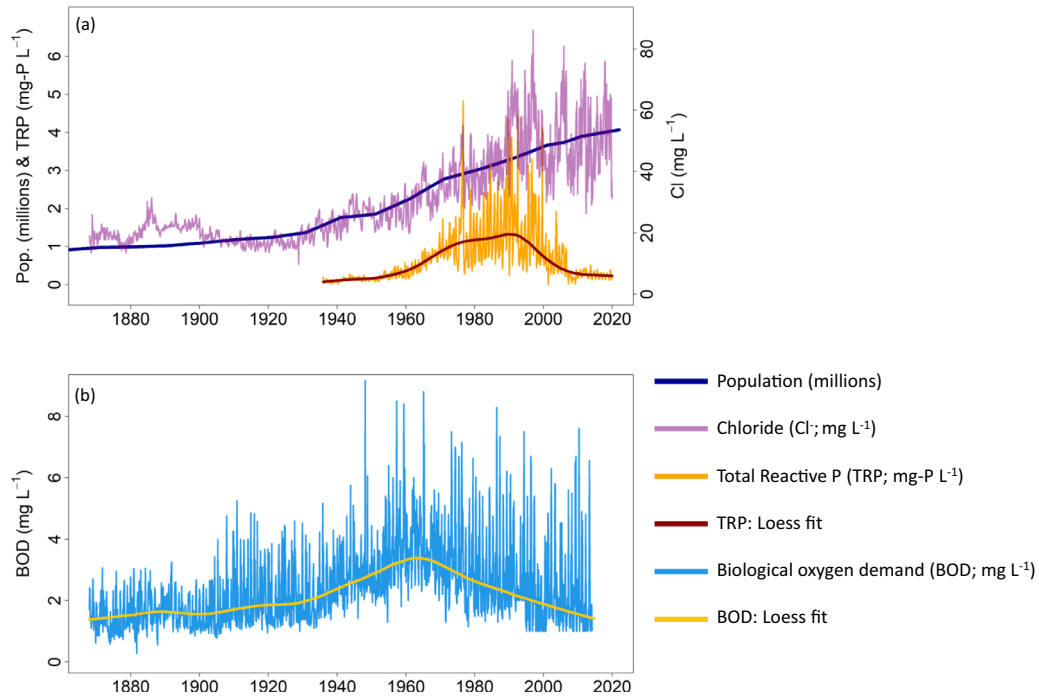 (a)
Pop. (millions) & TRP (mg-P L⁻¹)
0
1
2
3
4
5
6
Cl (mg L⁻¹)
0
20
40
60
80
1880 1900 1920 1940 1960 1980 2000 2020
(b)
BOD (mg L⁻¹)
0
2
4
6
8
1880 1900 1920 1940 1960 1980 2000 2020
Population (millions)
Chloride (Cl⁻; mg L⁻¹)
Total Reactive P (TRP; mg-P L⁻¹)
TRP: Loess fit
Biological oxygen demand (BOD; mg L⁻¹)
BOD: Loess fit